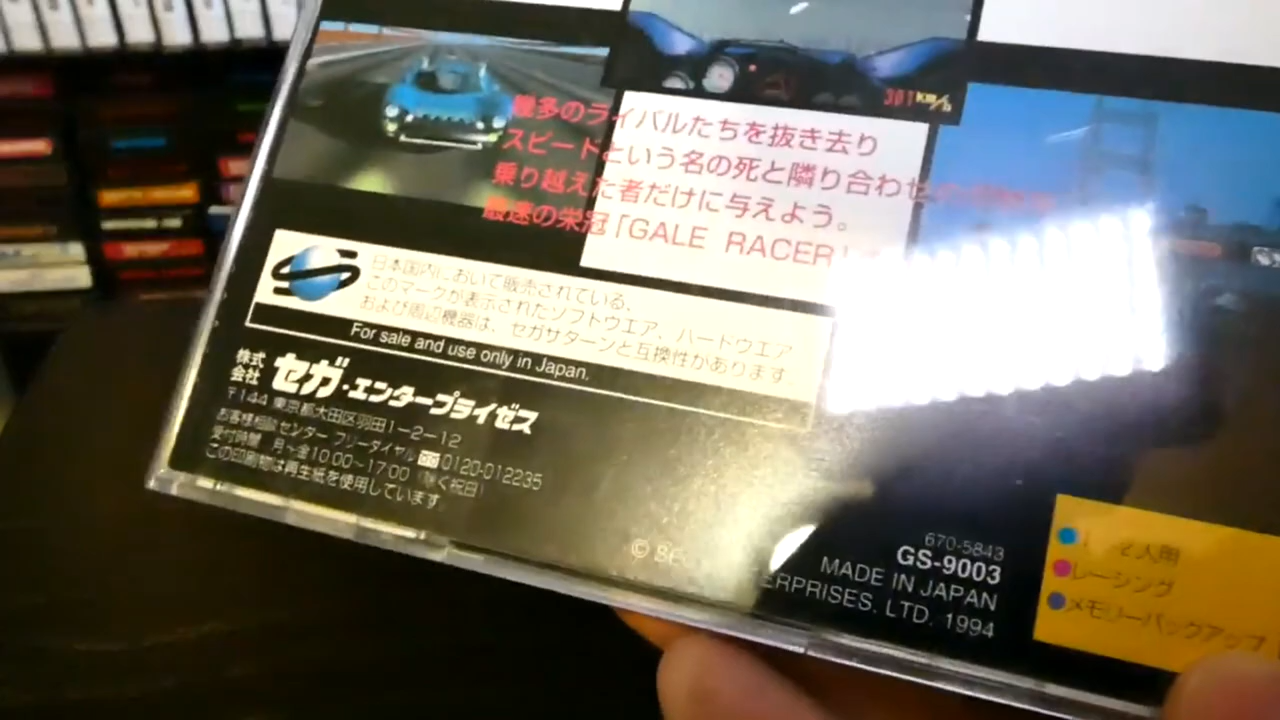 301 km/h
幾多のライバルたちを抜き去り
スピードという名の死と隣り合わせ
乗り越えた者だけに与えよう。
最速の栄冠「GALE RACER」
日本国内において販売されている、
このマークが表示されたソフトウエア、ハードウエア
および周辺機器は、セガサターンと互換性があります
For sale and use only in Japan.
株式会社 セガ・エンタープライゼス
〒144 東京都大田区羽田1-2-12
お客様相談センター フリーダイヤル 0120-012235
受付時間 月〜金10:00〜17:00 (除く祝日)
この印刷物は再生紙を使用しています。
670-5843
GS-9003
MADE IN JAPAN
© SE ERPRISES. LTD. 1994
人用
レーシング
メモリーバックアップ